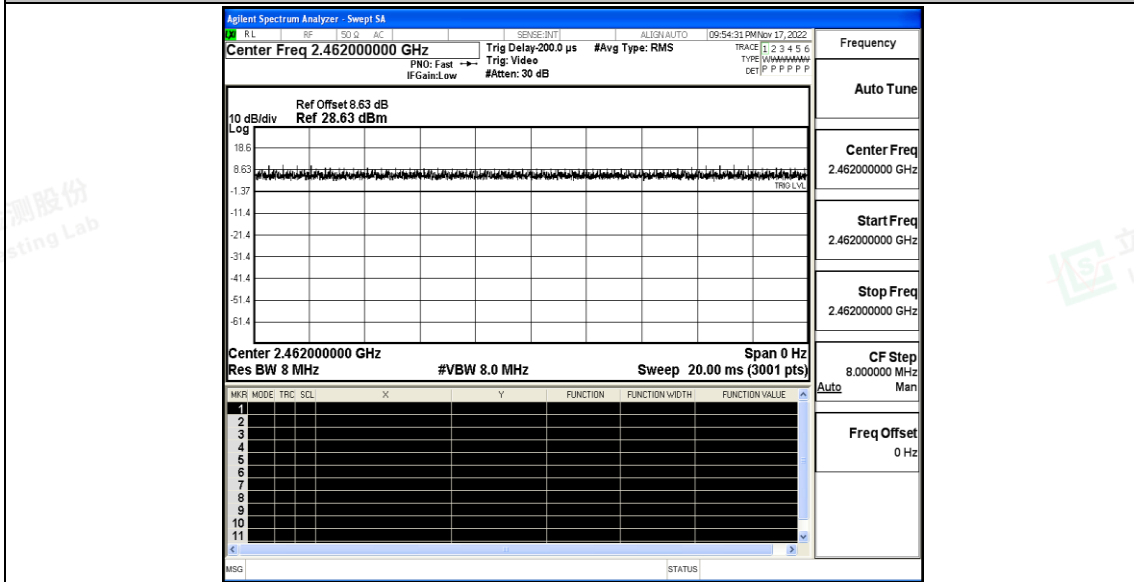 Agilent Spectrum Analyzer - Swept SA
RL RF 50 Ω AC SENSE:INT ALIGNAUTO 09:54:31 PM Nov 17, 2022
Center Freq 2.462000000 GHz
PNO: Fast
IFGain:Low
Trig Delay-200.0 µs
Trig: Video
#Atten: 30 dB
#Avg Type: RMS
TRACE 1 2 3 4 5 6
TYPE
DET P P P P P P
Frequency
Auto Tune
Ref Offset 8.63 dB
10 dB/div Ref 28.63 dBm
Log
18.6
8.63
-1.37
-11.4
-21.4
-31.4
-41.4
-51.4
-61.4
TRIG LVL
Center Freq
2.462000000 GHz
Start Freq
2.462000000 GHz
Stop Freq
2.462000000 GHz
Center 2.462000000 GHz Span 0 Hz
Res BW 8 MHz #VBW 8.0 MHz Sweep 20.00 ms (3001 pts)
CF Step
8.000000 MHz
Auto Man
Freq Offset
0 Hz
MKR MODE TRC SCL X Y FUNCTION FUNCTION WIDTH FUNCTION VALUE
1
2
3
4
5
6
7
8
9
10
11
MSG STATUS
测股份
sting Lab
立